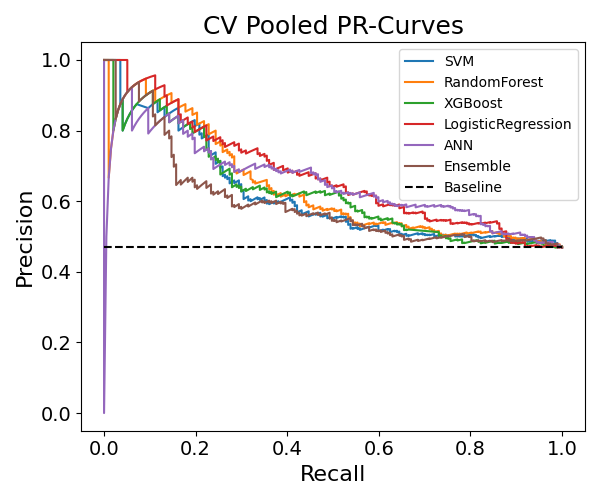 CV Pooled PR-Curves
SVM
RandomForest
XGBoost
LogisticRegression
ANN
Ensemble
Baseline
Precision
1.0
0.8
0.6
0.4
0.2
0.0
0.0 0.2 0.4 0.6 0.8 1.0
Recall